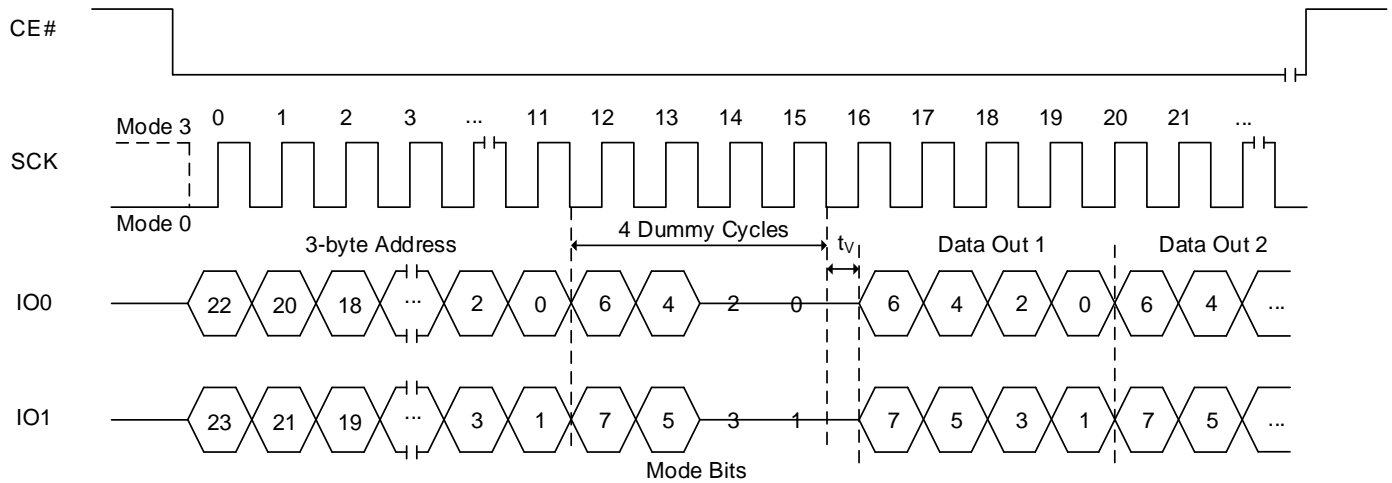 CE#
0 1 2 3 ... 11 12 13 14 15 16 17 18 19 20 21 ...
Mode 3
SCK
Mode 0
3-byte Address 4 Dummy Cycles tV Data Out 1 Data Out 2
IO0 22 20 18 ... 2 0 6 4 2 0 6 4 2 0 6 4 ...
IO1 23 21 19 ... 3 1 7 5 3 1 7 5 3 1 7 5 ...
Mode Bits